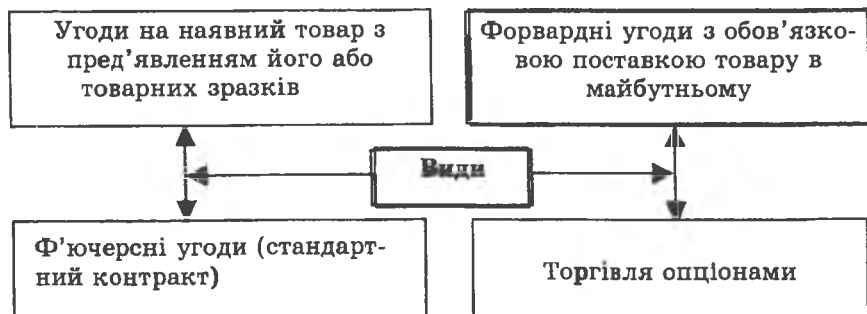 Угоди на наявний товар з
пред'явленням його або
товарних зразків
Форвардні угоди з обов'язко-
вою поставкою товару в
майбутньому
Види
Ф'ючерсні угоди (стандарт-
ний контракт)
Торгівля опціонами